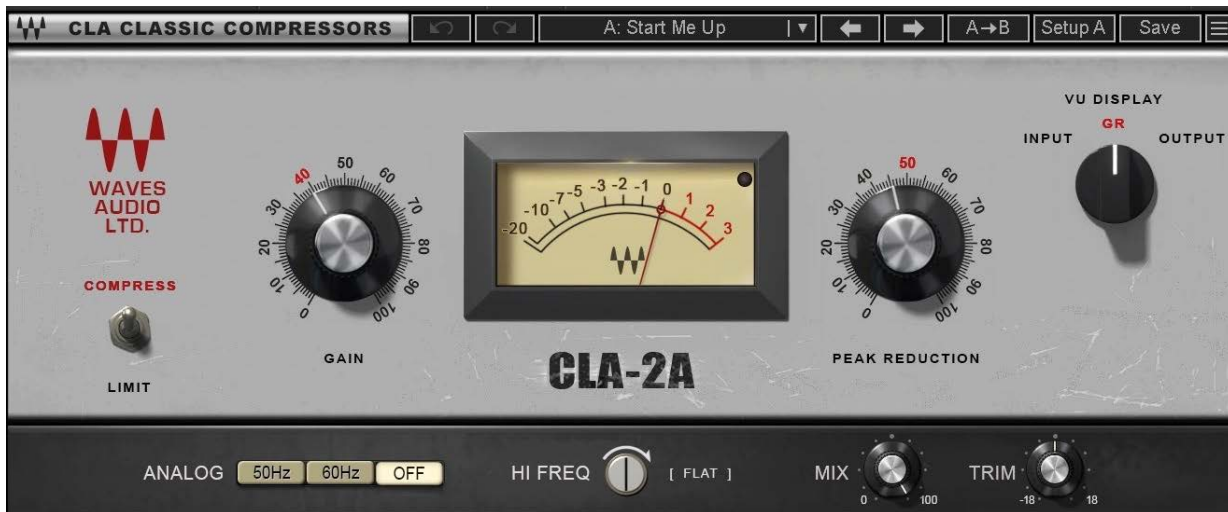 CLA CLASSIC COMPRESSORS
A: Start Me Up
A→B
Setup A
Save
WAVES
AUDIO
LTD.
COMPRESS
LIMIT
0 10 20 30 40 50 60 70 80 90 100
GAIN
-20 -10 -7 -5 -3 -2 -1 0 1 2 3
CLA-2A
0 10 20 30 40 50 60 70 80 90 100
PEAK REDUCTION
VU DISPLAY
INPUT GR OUTPUT
ANALOG 50Hz 60Hz OFF
HI FREQ [ FLAT ]
MIX 0 100
TRIM -18 18